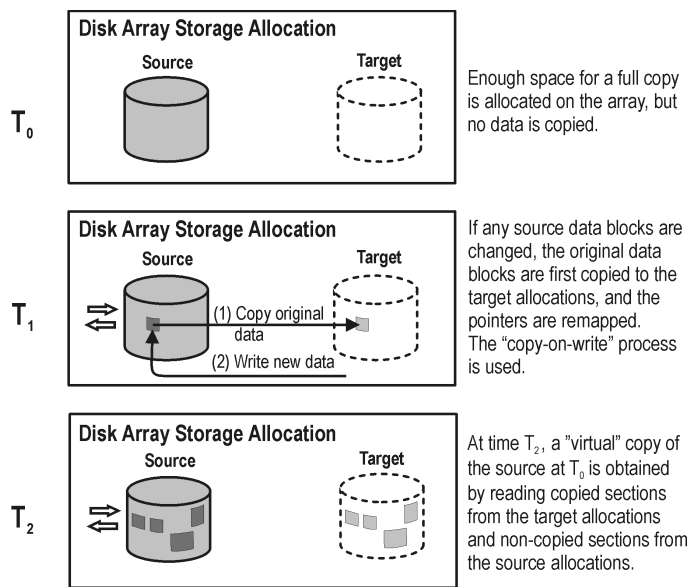 Disk Array Storage Allocation
Source
Target
T0
Enough space for a full copy
is allocated on the array, but
no data is copied.
Disk Array Storage Allocation
Source
Target
T1
(1) Copy original
data
(2) Write new data
If any source data blocks are
changed, the original data
blocks are first copied to the
target allocations, and the
pointers are remapped.
The “copy-on-write” process
is used.
Disk Array Storage Allocation
Source
Target
T2
At time T2, a ”virtual” copy of
the source at T0 is obtained
by reading copied sections
from the target allocations
and non-copied sections from
the source allocations.